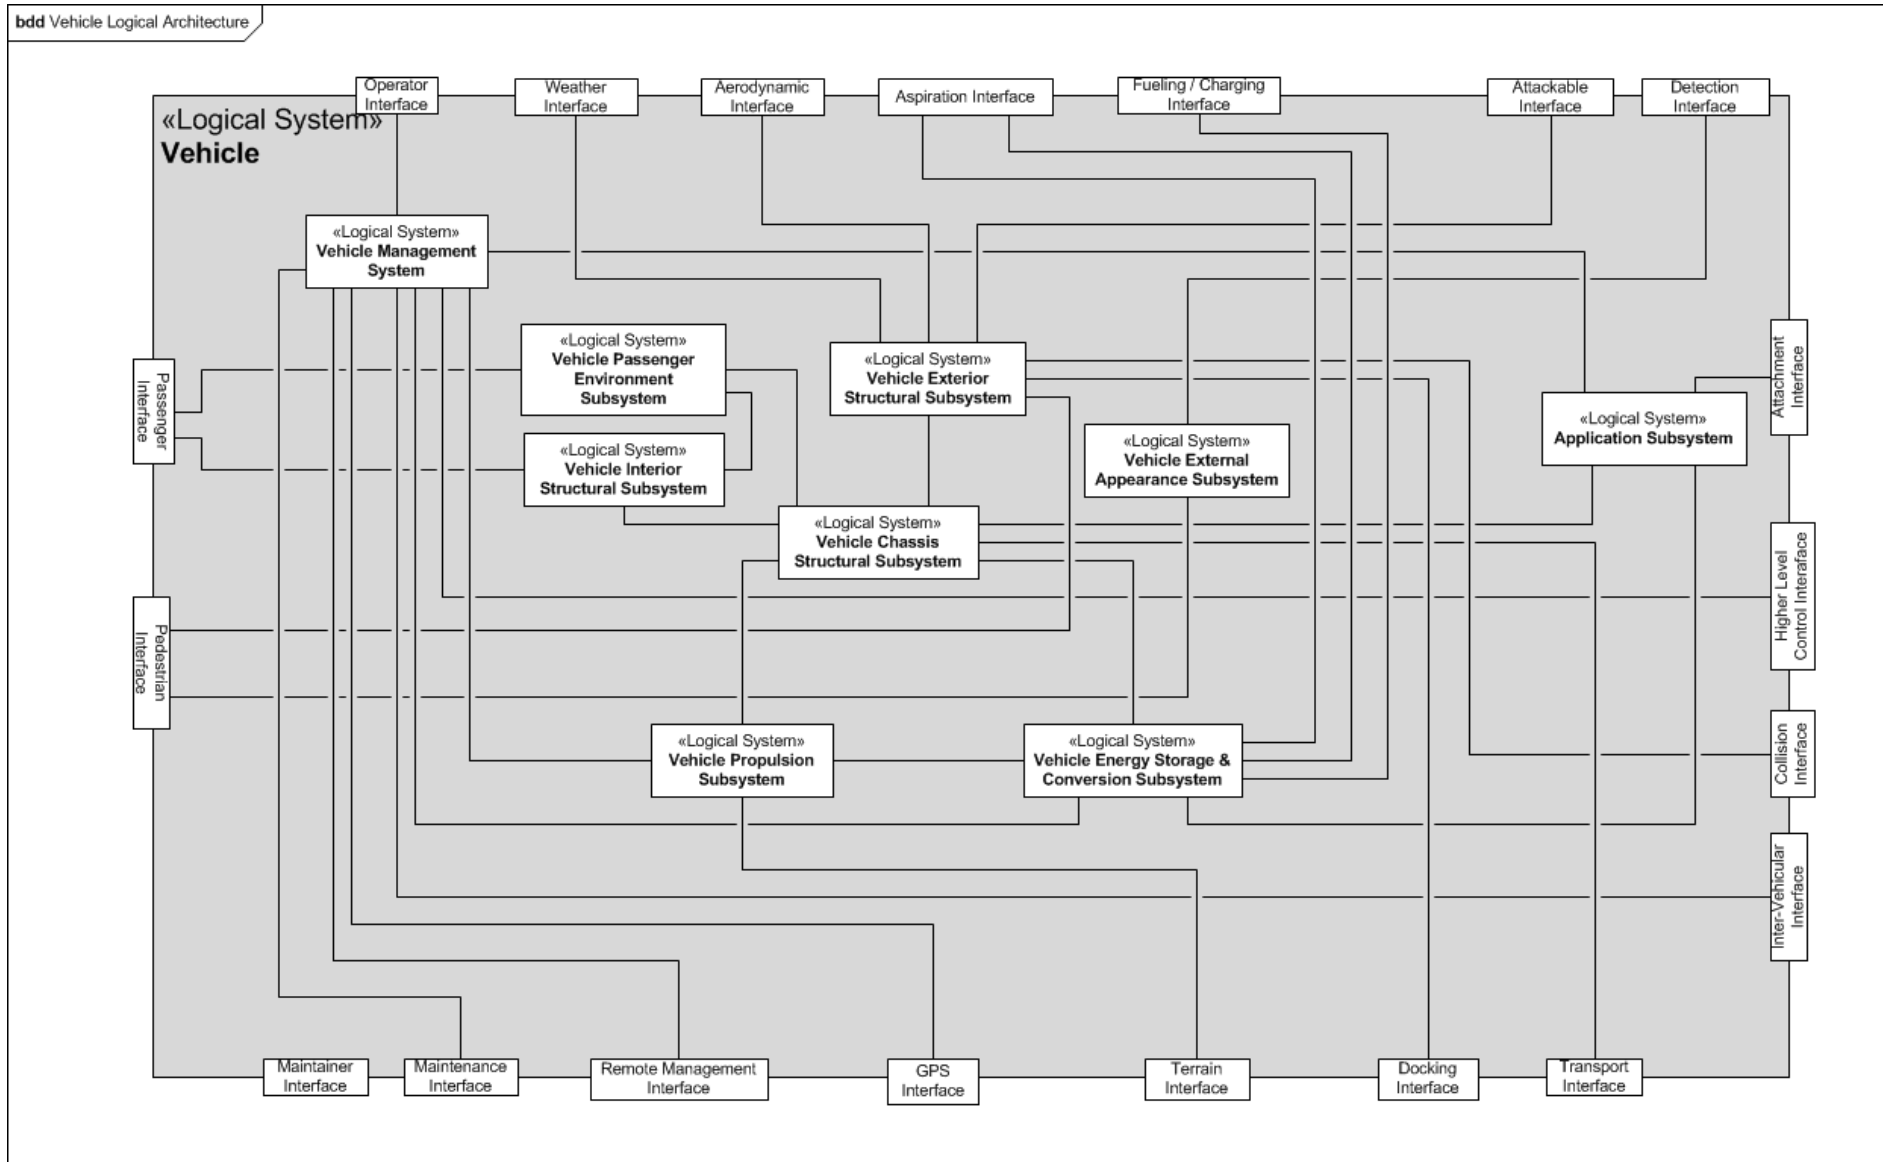 bdd Vehicle Logical Architecture
Operator
Interface
Weather
Interface
Aerodynamic
Interface
Aspiration Interface
Fueling / Charging
Interface
Attackable
Interface
Detection
Interface
«Logical System»
Vehicle
«Logical System»
Vehicle Management
System
«Logical System»
Vehicle Passenger
Environment
Subsystem
«Logical System»
Vehicle Exterior
Structural Subsystem
Attachment
Interface
Passenger
Interface
«Logical System»
Application Subsystem
«Logical System»
Vehicle Interior
Structural Subsystem
«Logical System»
Vehicle External
Appearance Subsystem
«Logical System»
Vehicle Chassis
Structural Subsystem
Higher Level
Control Interaface
Pedestrian
Interface
«Logical System»
Vehicle Propulsion
Subsystem
«Logical System»
Vehicle Energy Storage &
Conversion Subsystem
Collision
Interface
Inter-Vehicular
Interface
Maintainer
Interface
Maintenance
Interface
Remote Management
Interface
GPS
Interface
Terrain
Interface
Docking
Interface
Transport
Interface